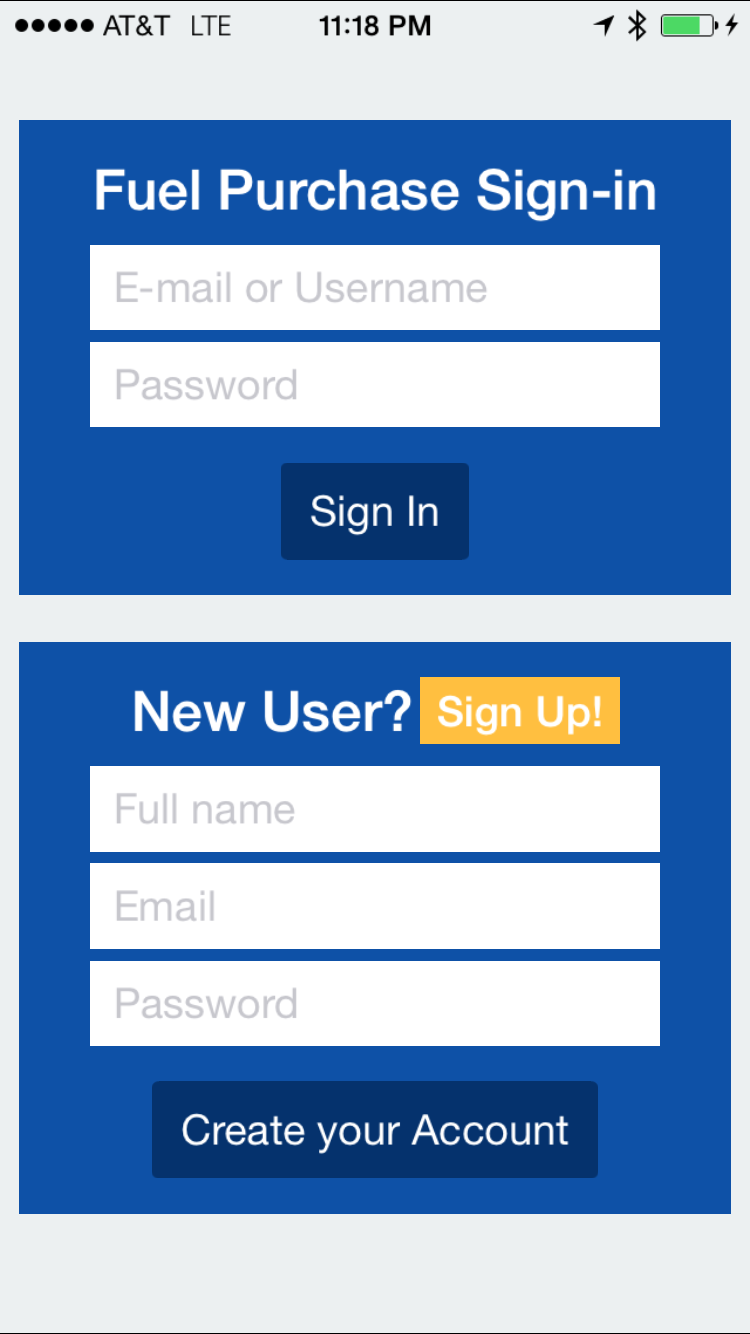 AT&T LTE 11:18 PM
Fuel Purchase Sign-in
E-mail or Username
Password
Sign In
New User? Sign Up!
Full name
Email
Password
Create your Account